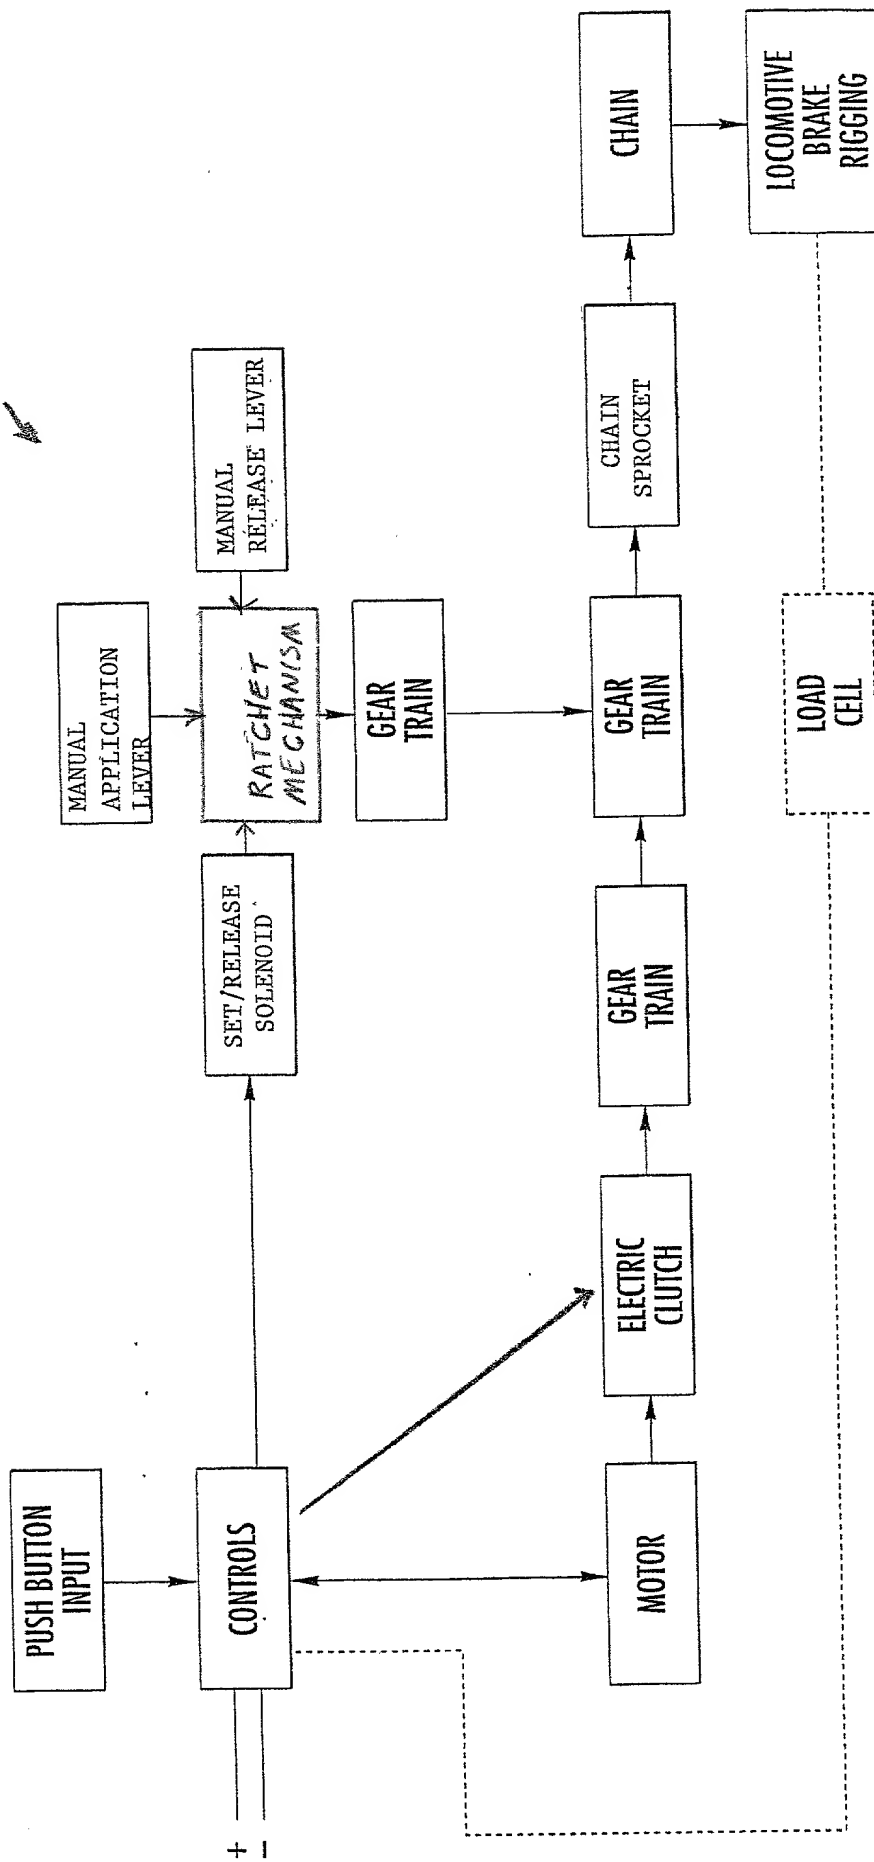 PUSH BUTTON
INPUT
MANUAL
APPLICATION
LEVER
+
−
CONTROLS
SET/RELEASE
SOLENOID
RATCHET
MECHANISM
MANUAL
RELEASE LEVER
GEAR
TRAIN
MOTOR
ELECTRIC
CLUTCH
GEAR
TRAIN
GEAR
TRAIN
CHAIN
SPROCKET
CHAIN
LOAD
CELL
LOCOMOTIVE
BRAKE
RIGGING